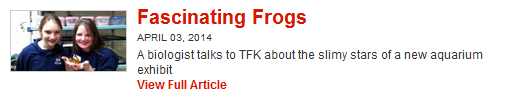 Fascinating Frogs
APRIL 03, 2014
A biologist talks to TFK about the slimy stars of a new aquarium
exhibit
View Full Article